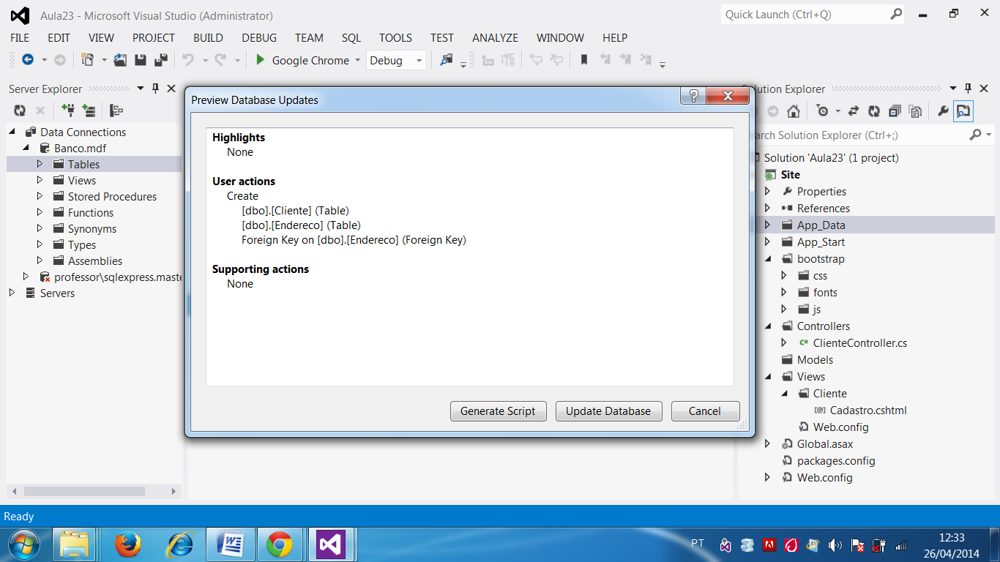 Aula23 - Microsoft Visual Studio (Administrator)
Quick Launch (Ctrl+Q)
FILE EDIT VIEW PROJECT BUILD DEBUG TEAM SQL TOOLS TEST ANALYZE WINDOW HELP
Google Chrome Debug
Server Explorer
Data Connections
Banco.mdf
Tables
Views
Stored Procedures
Functions
Synonyms
Types
Assemblies
professor\sqlexpress.maste
Servers
Preview Database Updates
Highlights
None
User actions
Create
[dbo].[Cliente] (Table)
[dbo].[Endereco] (Table)
Foreign Key on [dbo].[Endereco] (Foreign Key)
Supporting actions
None
Generate Script Update Database Cancel
olution Explorer
arch Solution Explorer (Ctrl+;)
Solution 'Aula23' (1 project)
Site
Properties
References
App_Data
App_Start
bootstrap
css
fonts
js
Controllers
ClienteController.cs
Models
Views
Cliente
Cadastro.cshtml
Web.config
Global.asax
packages.config
Web.config
Ready
PT
12:33
26/04/2014